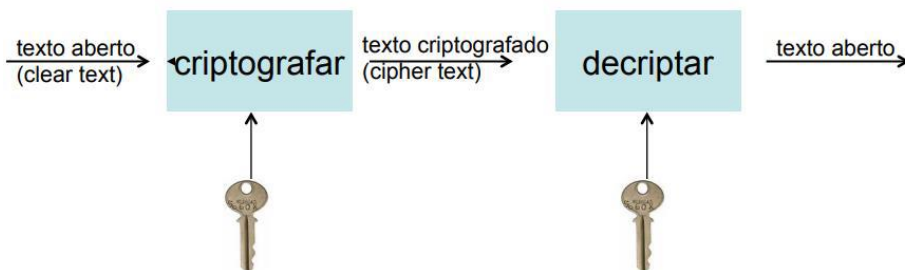 texto aberto
(clear text)
criptografar
texto criptografado
(cipher text)
decriptar
texto aberto